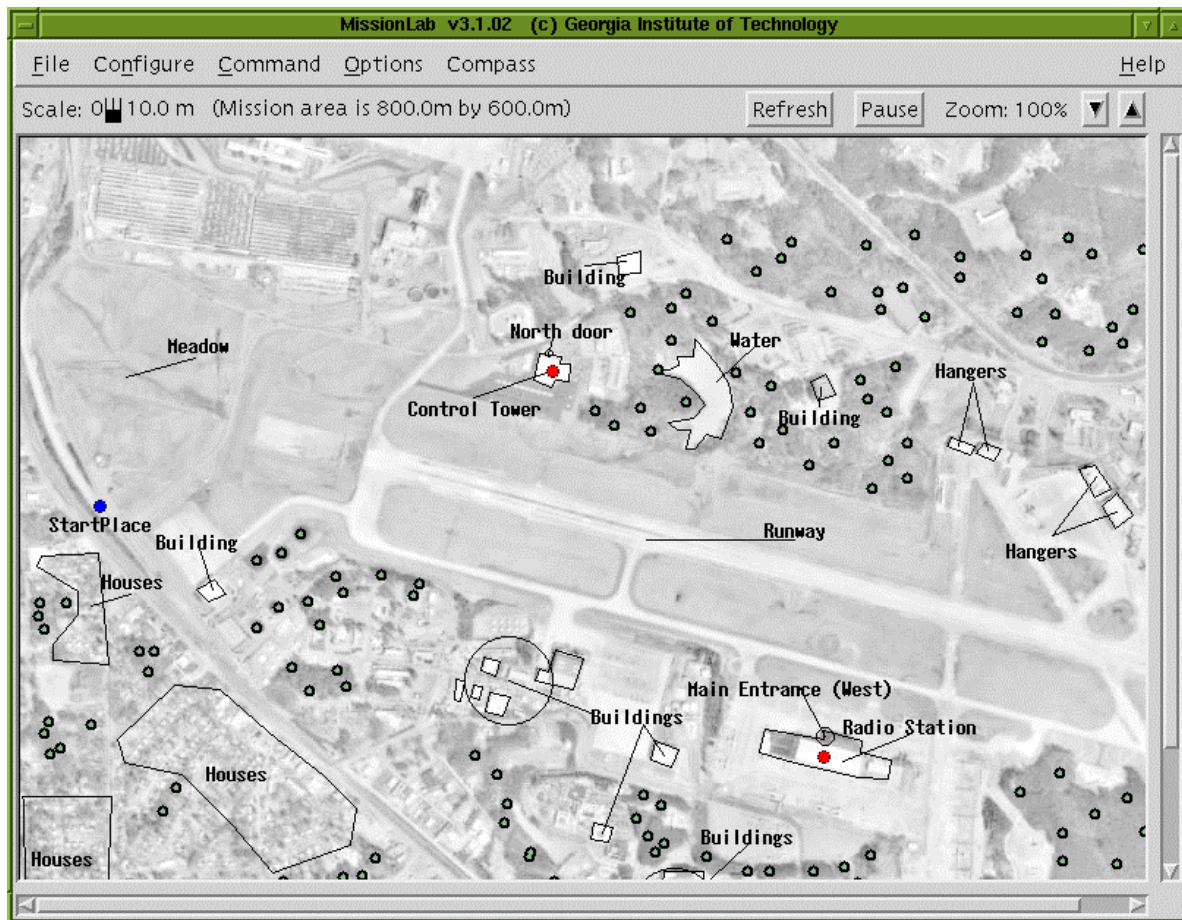 MissionLab v3.1.02 (c) Georgia Institute of Technology
File Configure Command Options Compass Help
Scale: 0 10.0 m (Mission area is 800.0m by 600.0m) Refresh Pause Zoom: 100%
Building
North door
Water
Meadow
Hangers
Control Tower
Building
StartPlace
Runway
Building
Hangers
Houses
Main Entrance (West)
Buildings
Radio Station
Houses
Buildings
Houses